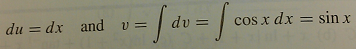 du = dx and v = ∫ dv = ∫ cos x dx = sin x